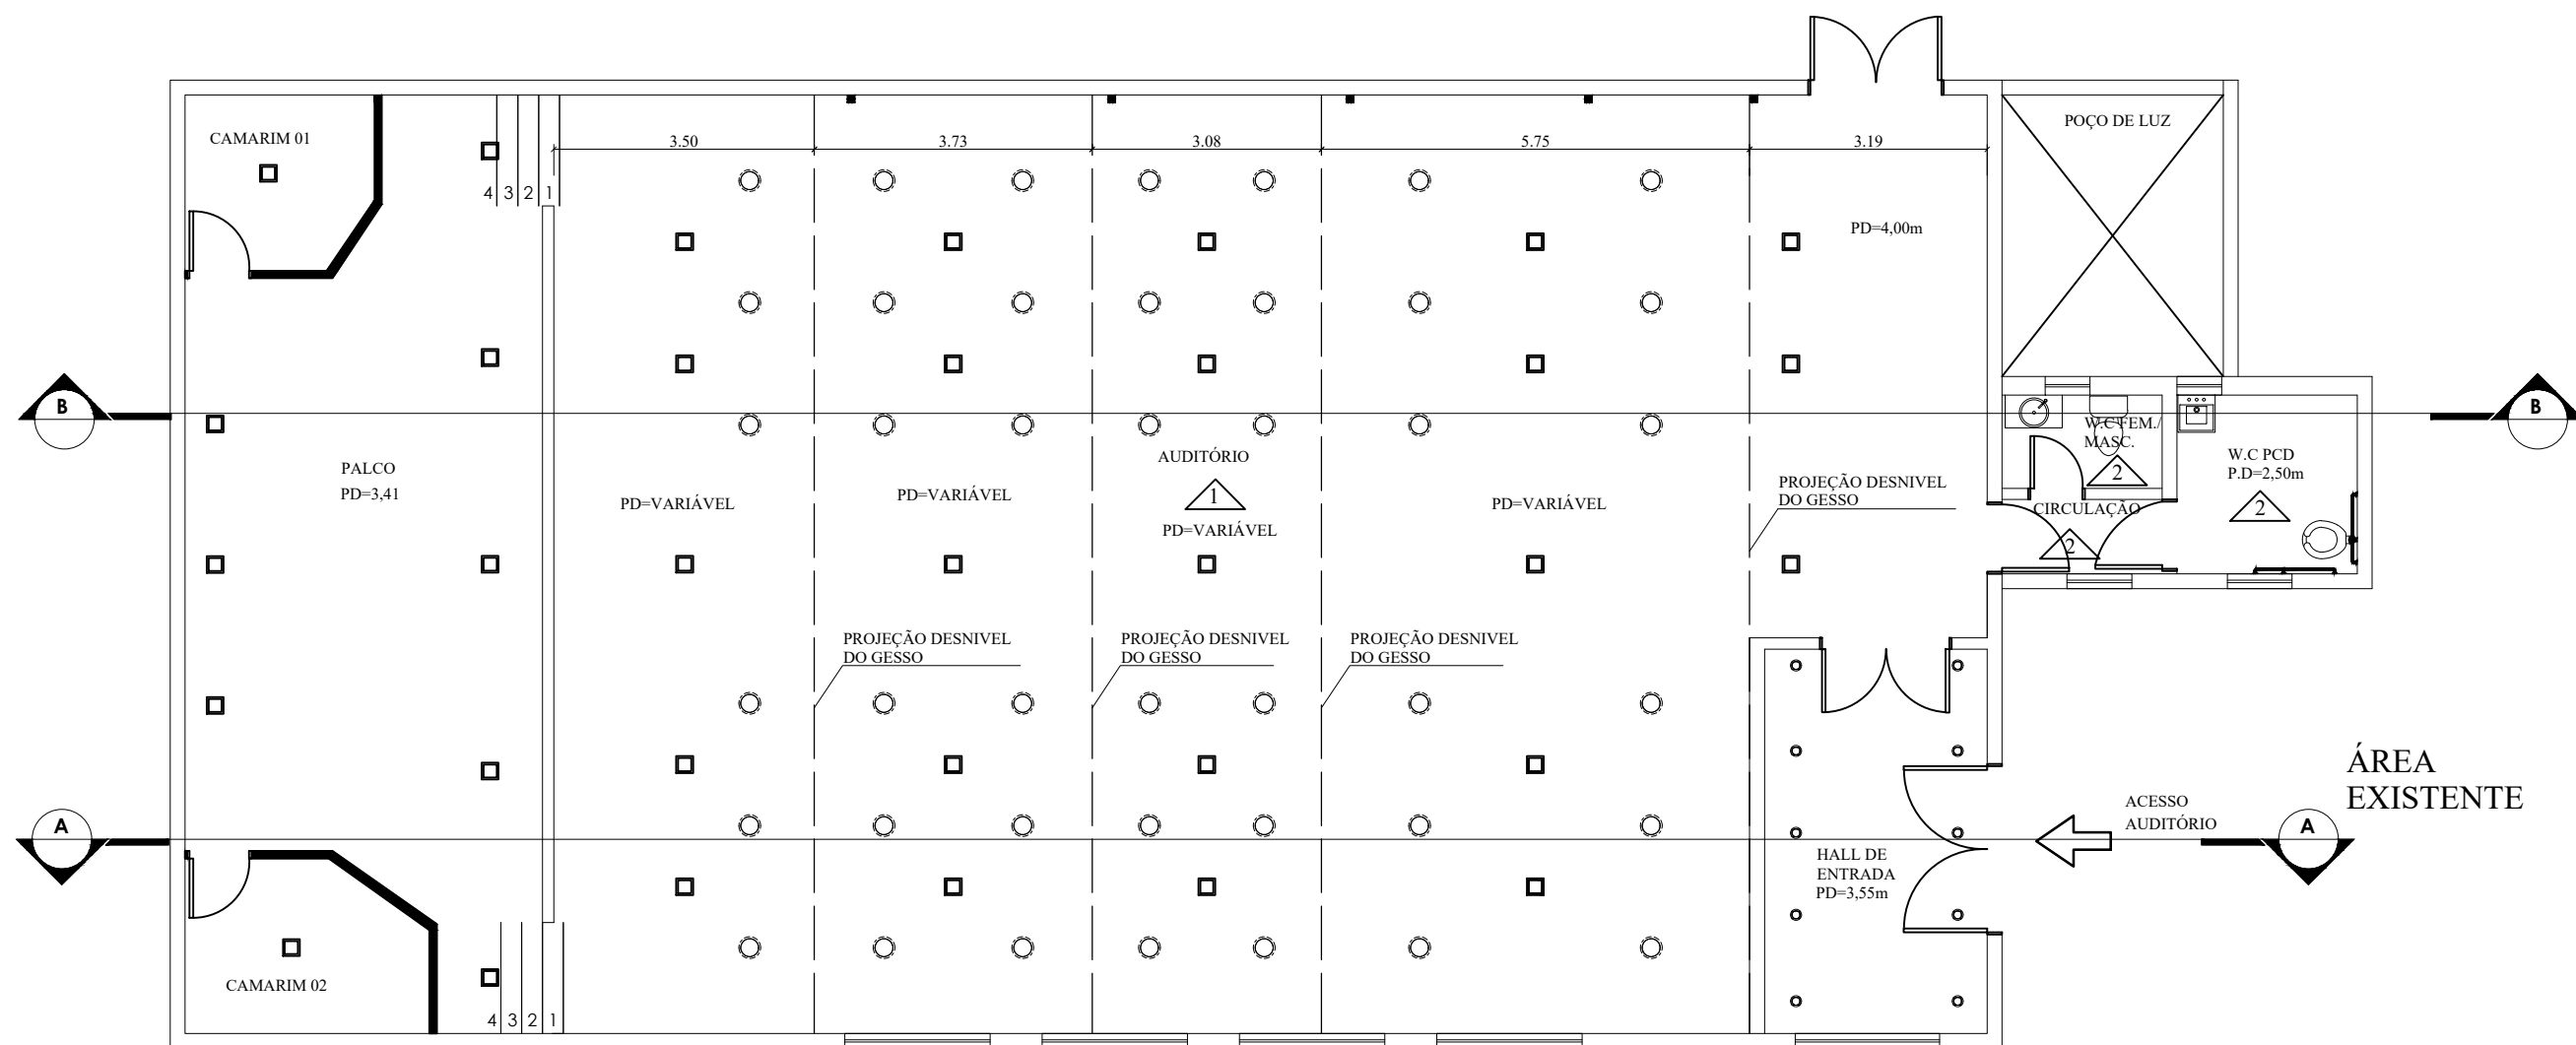 POÇO DE LUZ
CAMARIM 01
3.50
3.73
3.08
5.75
3.19
4 3 2 1
PD=4,00m
B
B
W.C FEM./
MASC.
2
W.C PCD
P.D=2,50m
2
PALCO
PD=3,41
AUDITÓRIO
1
PD=VARIÁVEL
PD=VARIÁVEL
PD=VARIÁVEL
PD=VARIÁVEL
PROJEÇÃO DESNIVEL
DO GESSO
CIRCULAÇÃO
2
PROJEÇÃO DESNIVEL
DO GESSO
PROJEÇÃO DESNIVEL
DO GESSO
PROJEÇÃO DESNIVEL
DO GESSO
ÁREA
EXISTENTE
ACESSO
AUDITÓRIO
A
A
HALL DE
ENTRADA
PD=3,55m
CAMARIM 02
4 3 2 1